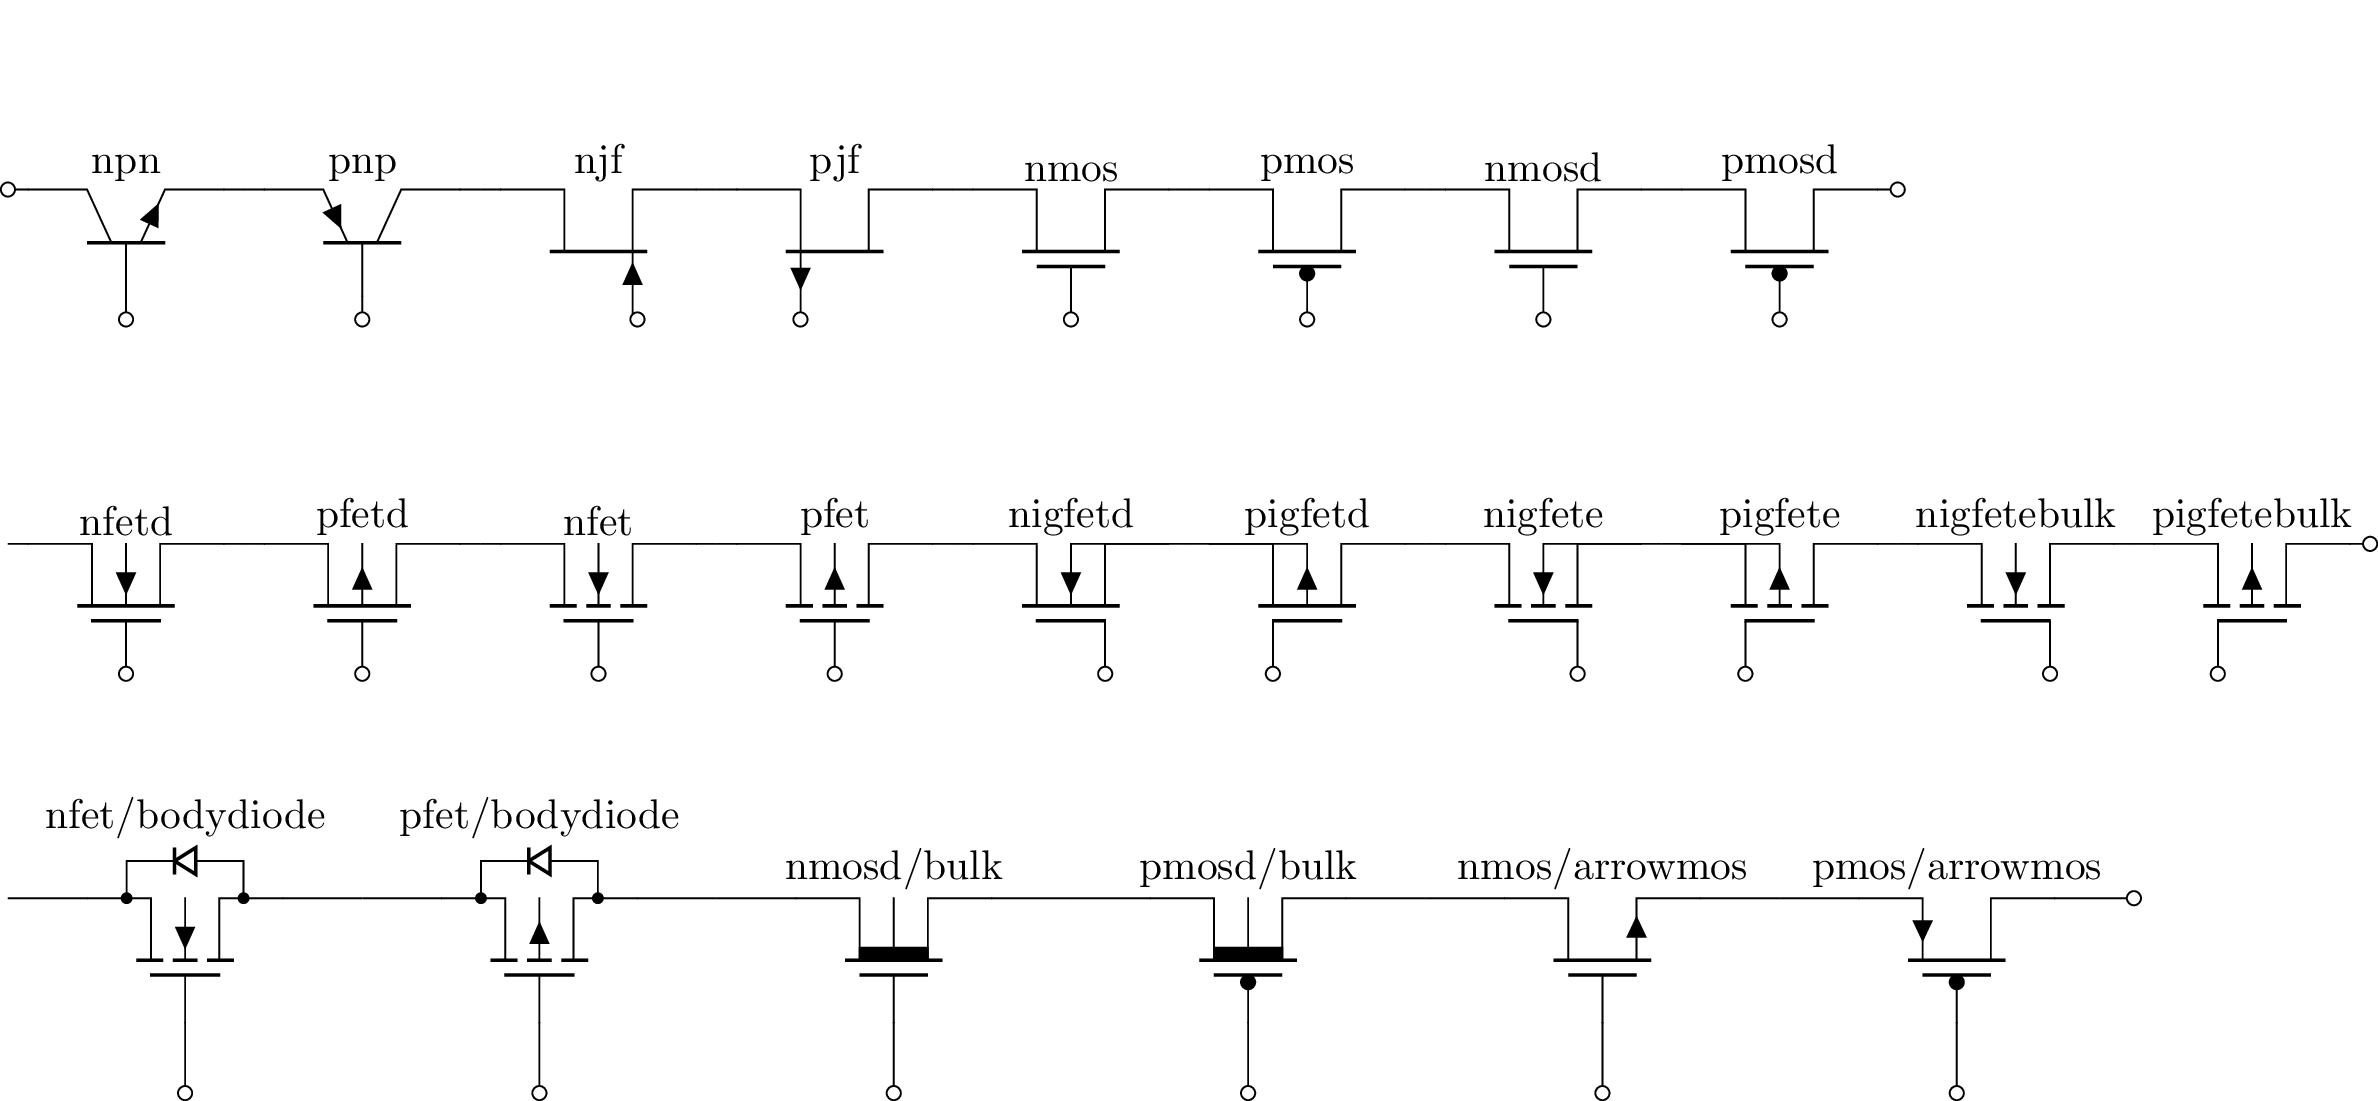 npn pnp njf pjf nmos pmos nmosd pmosd
nfetd pfetd nfet pfet nigfetd pigfetd nigfete pigfete nigfetebulk pigfetebulk
nfet/bodydiode pfet/bodydiode nmosd/bulk pmosd/bulk nmos/arrowmos pmos/arrowmos